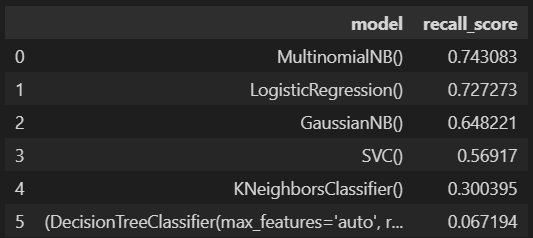 model recall_score
0 MultinomialNB() 0.743083
1 LogisticRegression() 0.727273
2 GaussianNB() 0.648221
3 SVC() 0.56917
4 KNeighborsClassifier() 0.300395
5 (DecisionTreeClassifier(max_features='auto', r... 0.067194